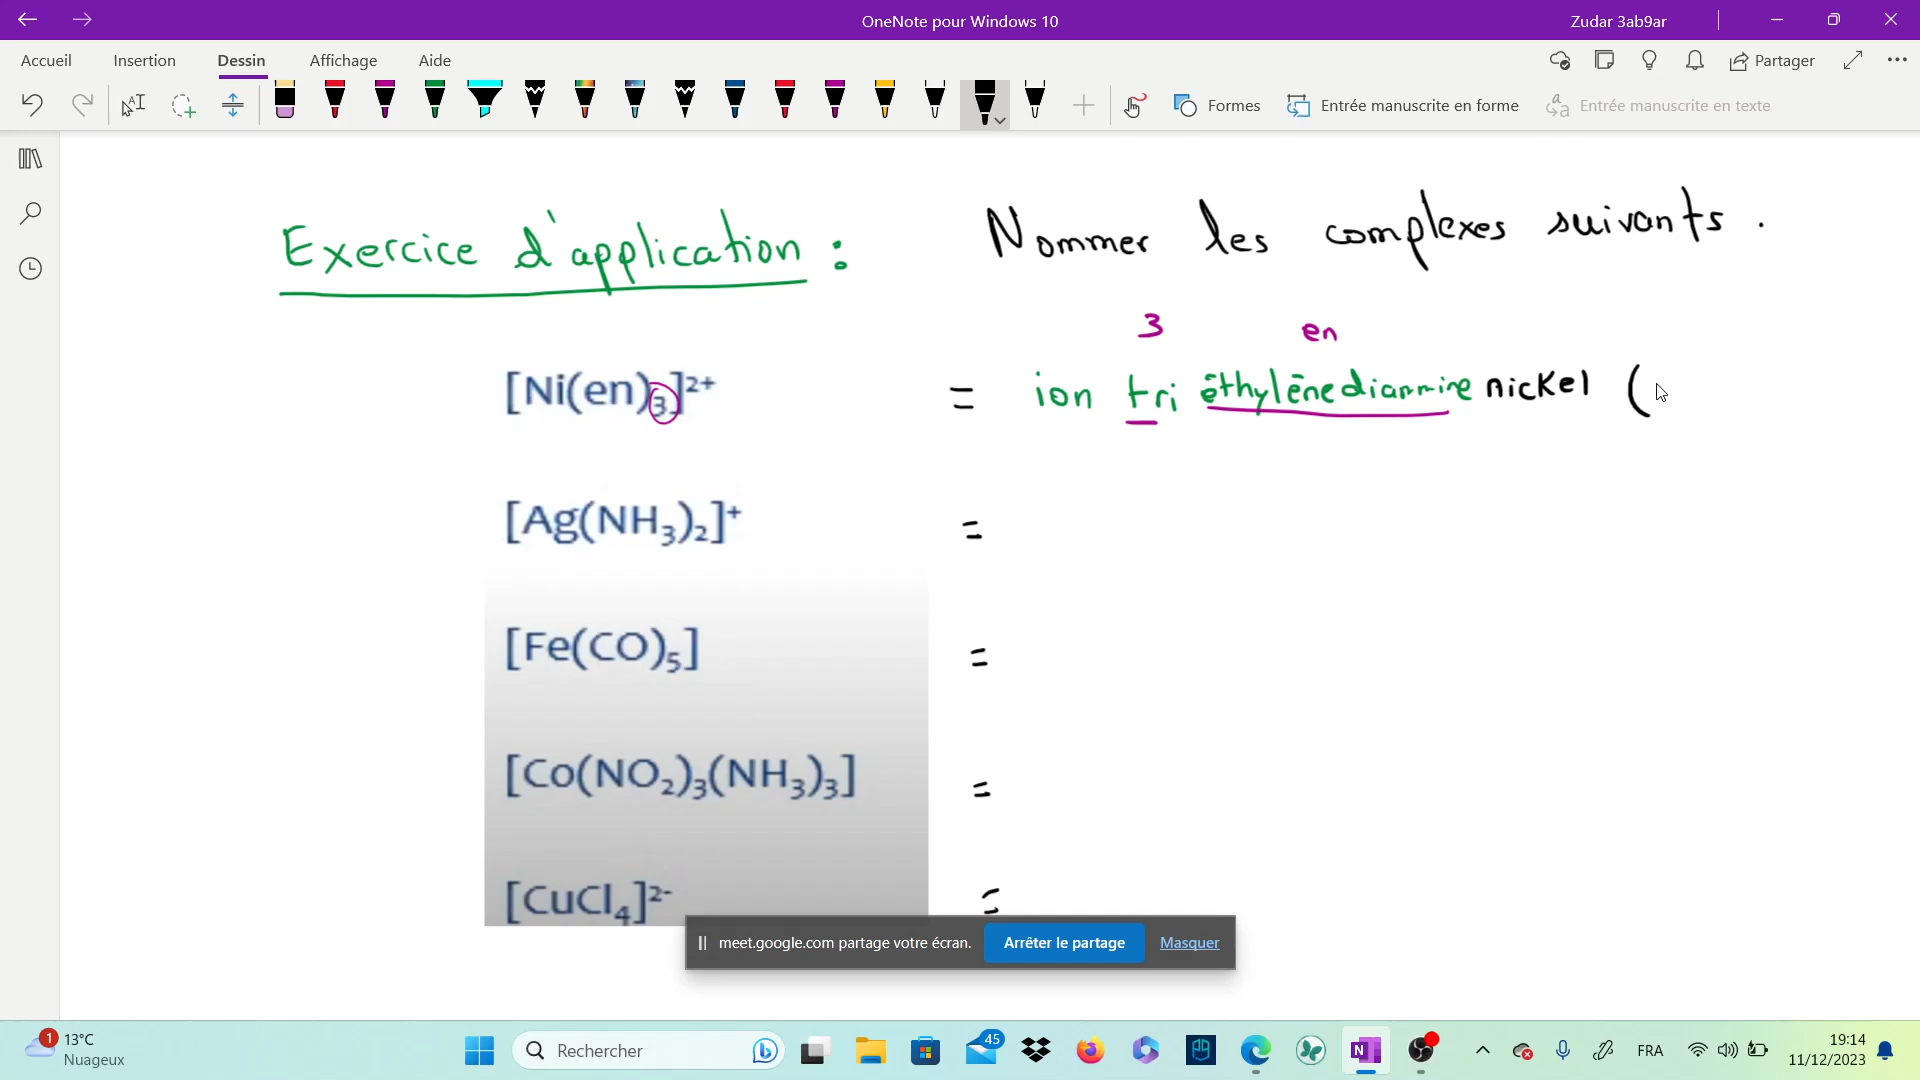 OneNote pour Windows 10
Zudar 3ab9ar
Accueil Insertion Dessin Affichage Aide
Partager
Formes Entrée manuscrite en forme Entrée manuscrite en texte
Exercice d'application : Nommer les complexes suivants .
3 en
[Ni(en)₃]²⁺ = ion tri éthylènediamine nickel (
[Ag(NH₃)₂]⁺ =
[Fe(CO)₅] =
[Co(NO₂)₃(NH₃)₃] =
[CuCl₄]²⁻ =
meet.google.com partage votre écran. Arrêter le partage Masquer
1 13°C
Nuageux
Rechercher
45
FRA
19:14
11/12/2023